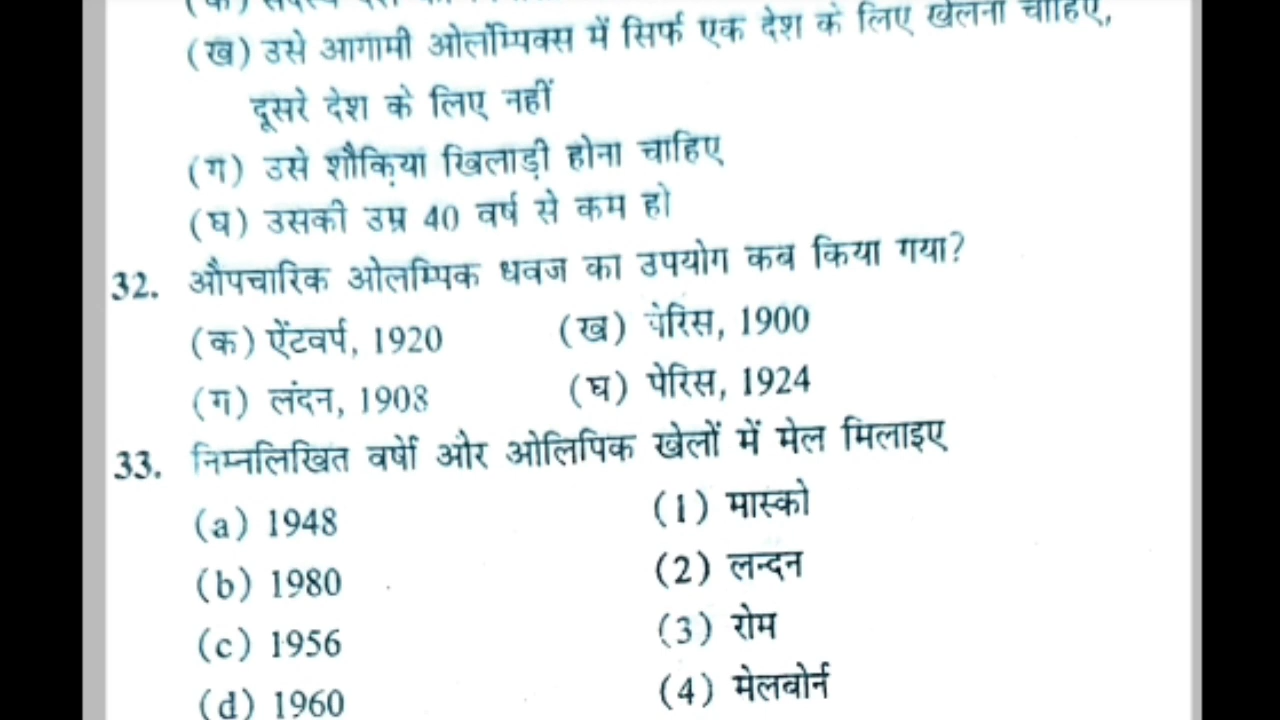 (ख) उसे आगामी ओलंम्पिक्स में सिर्फ एक देश के लिए खेलना चाहिए,
दूसरे देश के लिए नहीं
(ग) उसे शौकि़या खिलाड़ी होना चाहिए
(घ) उसकी उम्र 40 वर्ष से कम हो
32. औपचारिक ओलम्पिक धवज का उपयोग कब किया गया?
(क) ऐंटवर्प, 1920 (ख) पेरिस, 1900
(ग) लंदन, 1908 (घ) पेरिस, 1924
33. निम्नलिखित वर्षो और ओलिपिक खेलों में मेल मिलाइए
(a) 1948 (1) मास्को
(b) 1980 (2) लन्दन
(c) 1956 (3) रोम
(d) 1960 (4) मेलबोर्न